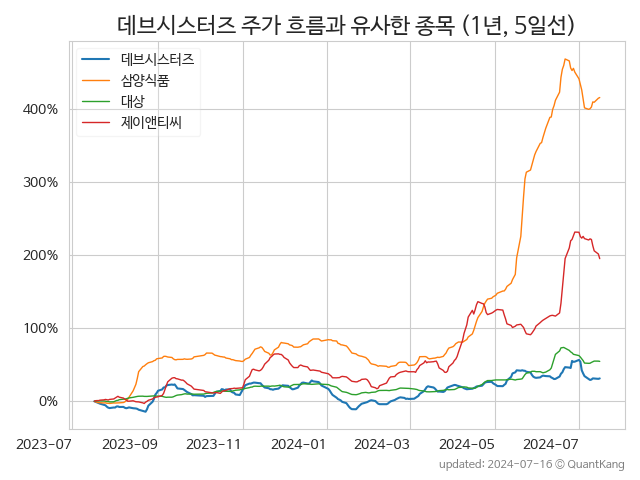 데브시스터즈 주가 흐름과 유사한 종목 (1년, 5일선)
데브시스터즈
삼양식품
대상
제이앤티씨
400%
300%
200%
100%
0%
2023-07 2023-09 2023-11 2024-01 2024-03 2024-05 2024-07
updated: 2024-07-16 © QuantKang